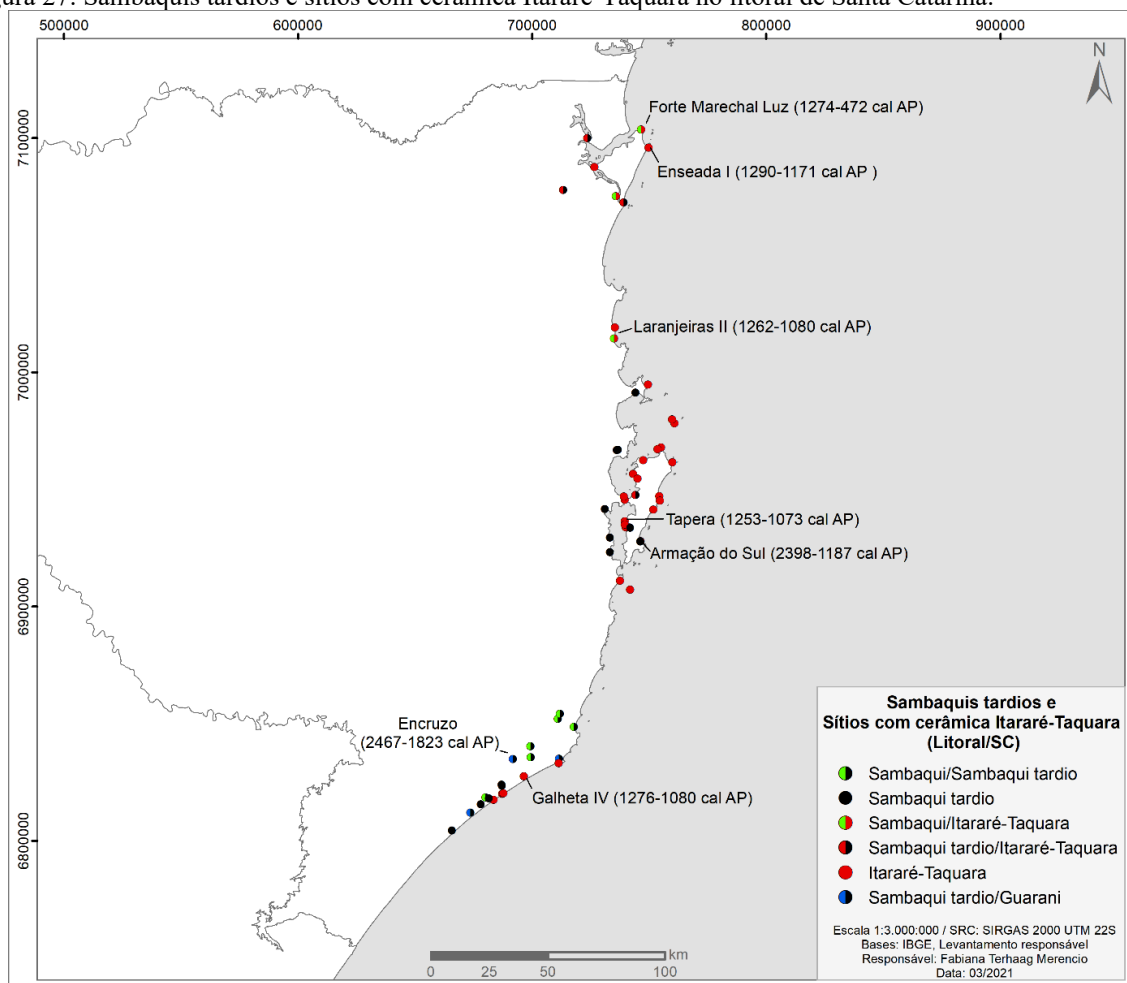 gura 27: Sambaquis tardios e sítios com cerâmica Itararé-Taquara no litoral de Santa Catarina.
500000 600000 700000 800000 900000
N
Forte Marechal Luz (1274-472 cal AP)
7100000
Enseada I (1290-1171 cal AP )
Laranjeiras II (1262-1080 cal AP)
7000000
Tapera (1253-1073 cal AP)
Armação do Sul (2398-1187 cal AP)
6900000
Encruzo
(2467-1823 cal AP)
Galheta IV (1276-1080 cal AP)
6800000
Sambaquis tardios e
Sítios com cerâmica Itararé-Taquara
(Litoral/SC)
Sambaqui/Sambaqui tardio
Sambaqui tardio
Sambaqui/Itararé-Taquara
Sambaqui tardio/Itararé-Taquara
Itararé-Taquara
Sambaqui tardio/Guarani
Escala 1:3.000:000 / SRC: SIRGAS 2000 UTM 22S
Bases: IBGE, Levantamento responsável
Responsável: Fabiana Terhaag Merencio
Data: 03/2021
km
0 25 50 100